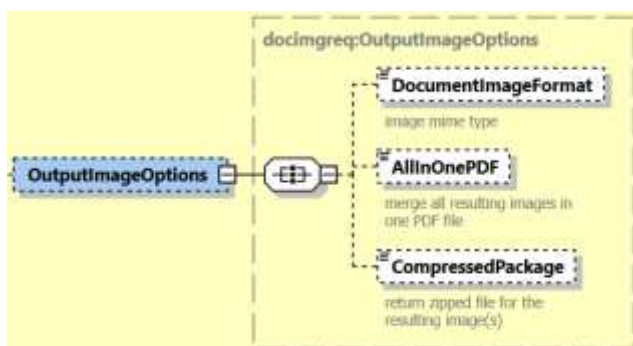 docimgreq:OutputImageOptions
DocumentImageFormat
image mime type
OutputImageOptions
AllInOnePDF
merge all resulting images in
one PDF file
CompressedPackage
return zipped file for the
resulting image(s)